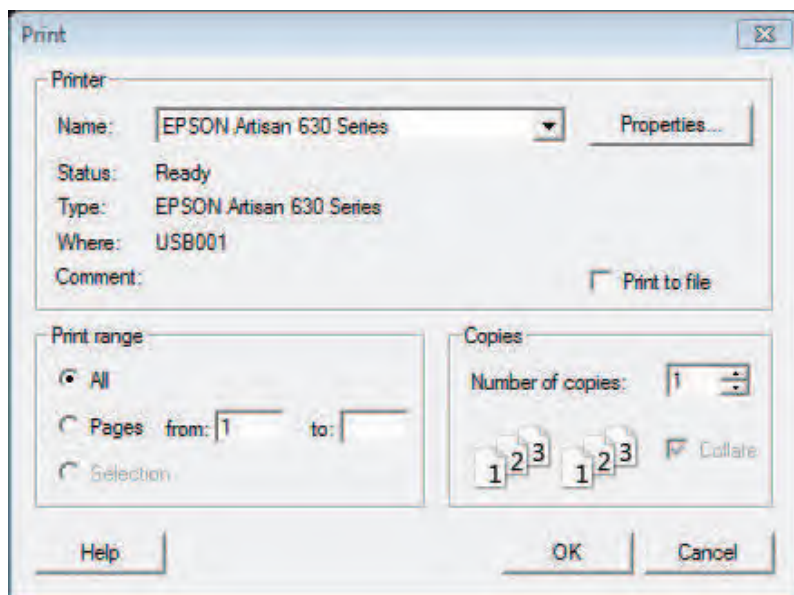 Print
Printer
Name: EPSON Artisan 630 Series Properties...
Status: Ready
Type: EPSON Artisan 630 Series
Where: USB001
Comment: Print to file
Print range
All
Pages from: 1 to:
Selection
Copies
Number of copies: 1
1 2 3 1 2 3 Collate
Help OK Cancel